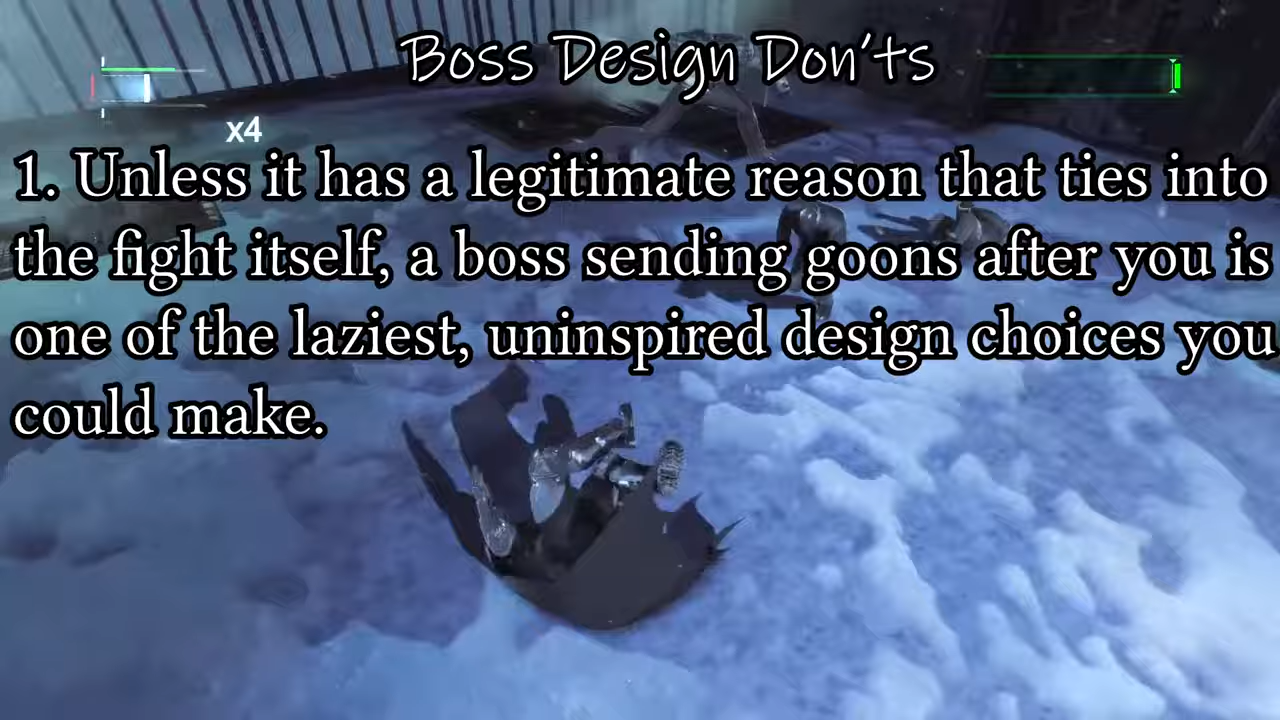 Boss Design Don'ts
x4
1. Unless it has a legitimate reason that ties into
the fight itself, a boss sending goons after you is
one of the laziest, uninspired design choices you
could make.